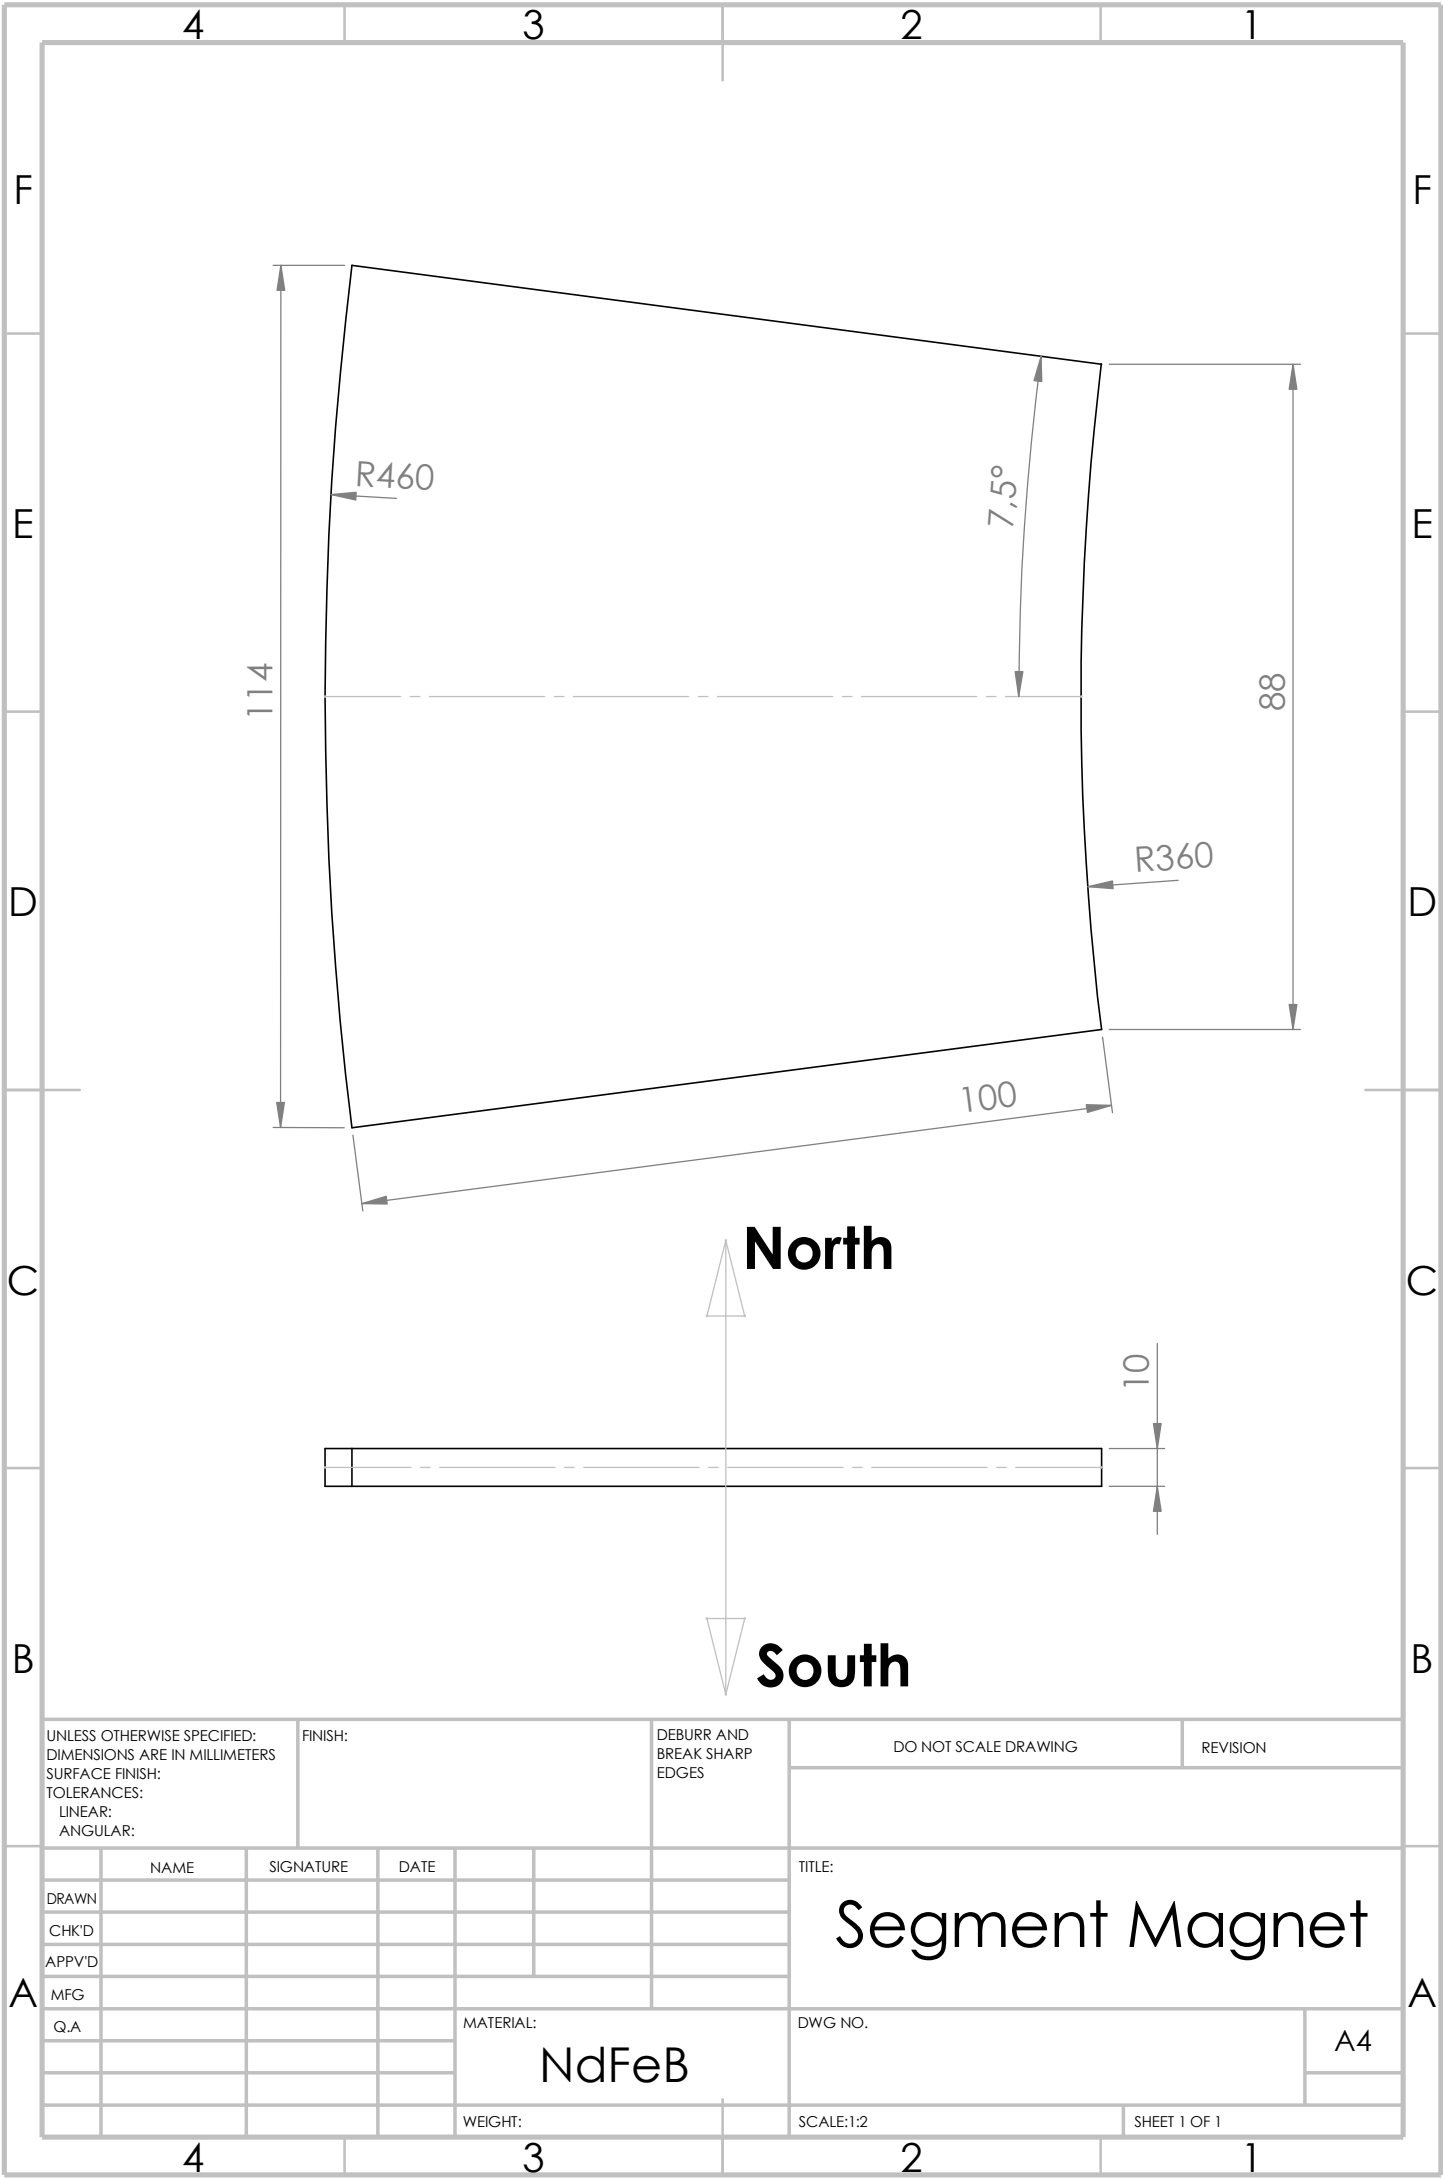 4 3 2 1
F F
R460
7,5°
E E
114
88
R360
D D
100
North
C C
10
South
B B
UNLESS OTHERWISE SPECIFIED:
DIMENSIONS ARE IN MILLIMETERS
SURFACE FINISH:
TOLERANCES:
LINEAR:
ANGULAR:
FINISH:
DEBURR AND
BREAK SHARP
EDGES
DO NOT SCALE DRAWING
REVISION
NAME SIGNATURE DATE
DRAWN
CHK'D
APPV'D
MFG
Q.A
TITLE:
Segment Magnet
A A
MATERIAL:
NdFeB
DWG NO.
A4
WEIGHT:
SCALE:1:2
SHEET 1 OF 1
4 3 2 1